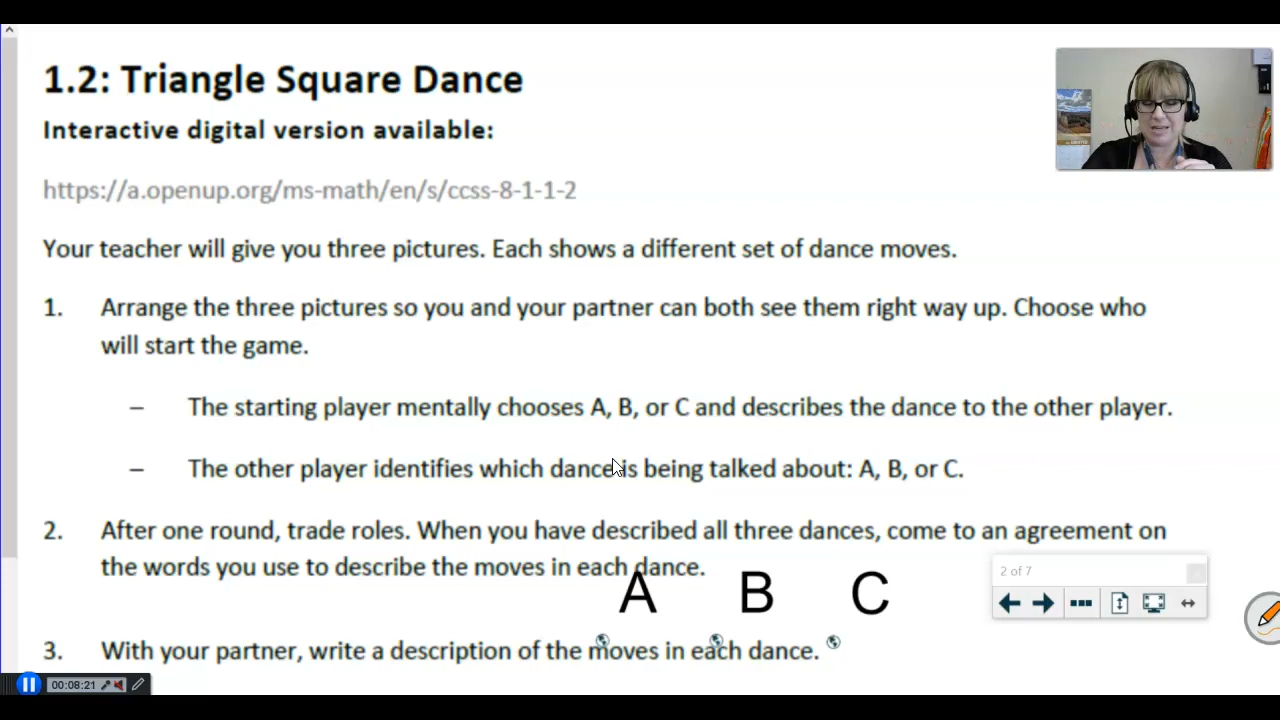 1.2: Triangle Square Dance
Interactive digital version available:
https://a.openup.org/ms-math/en/s/ccss-8-1-1-2
Your teacher will give you three pictures. Each shows a different set of dance moves.
1. Arrange the three pictures so you and your partner can both see them right way up. Choose who
will start the game.
– The starting player mentally chooses A, B, or C and describes the dance to the other player.
– The other player identifies which dance is being talked about: A, B, or C.
2. After one round, trade roles. When you have described all three dances, come to an agreement on
the words you use to describe the moves in each dance.
A B C
2 of 7
3. With your partner, write a description of the moves in each dance.
00:08:21